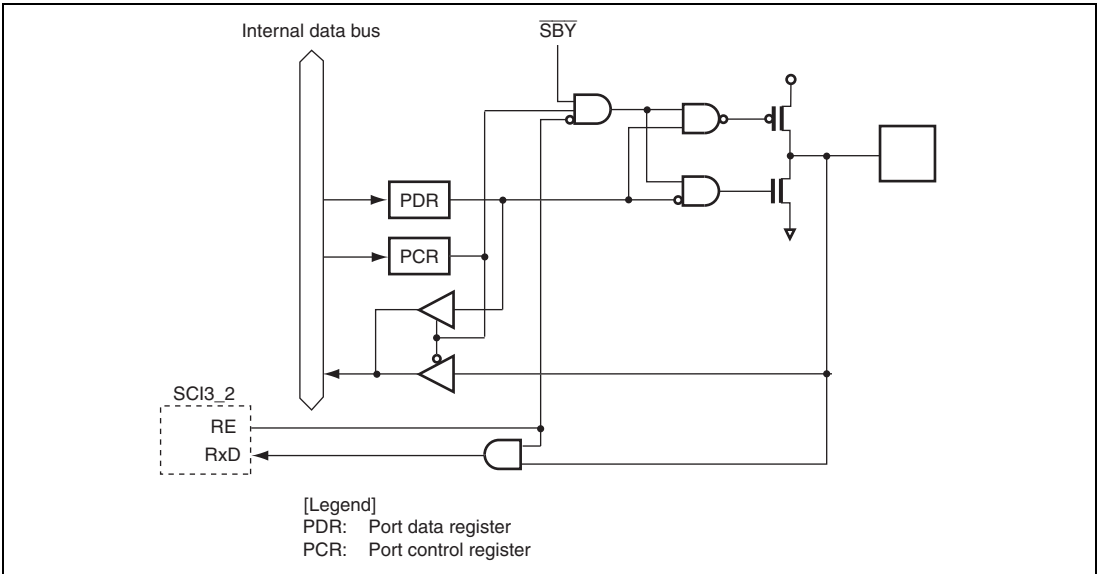 Internal data bus
SBY
PDR
PCR
SCI3_2
RE
RxD
[Legend]
PDR: Port data register
PCR: Port control register